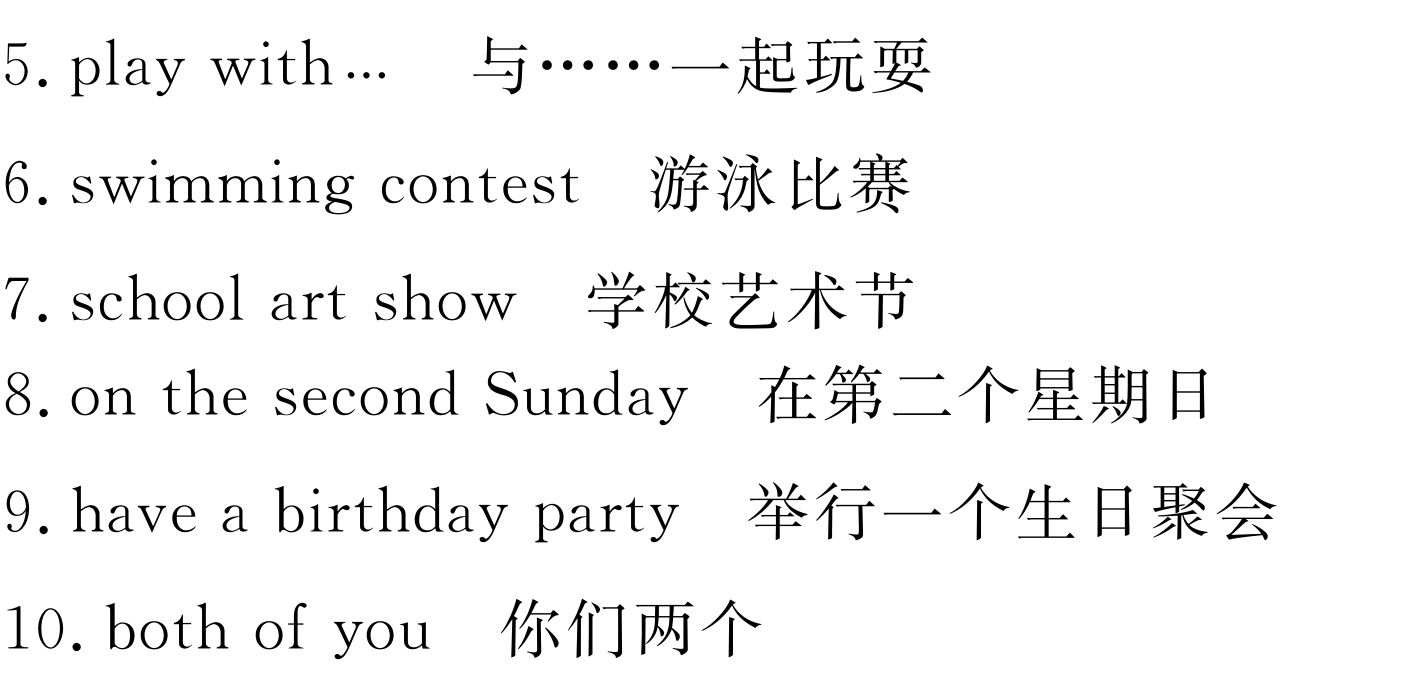 5. play with… 与……一起玩耍
6. swimming contest 游泳比赛
7. school art show 学校艺术节
8. on the second Sunday 在第二个星期日
9. have a birthday party 举行一个生日聚会
10. both of you 你们两个